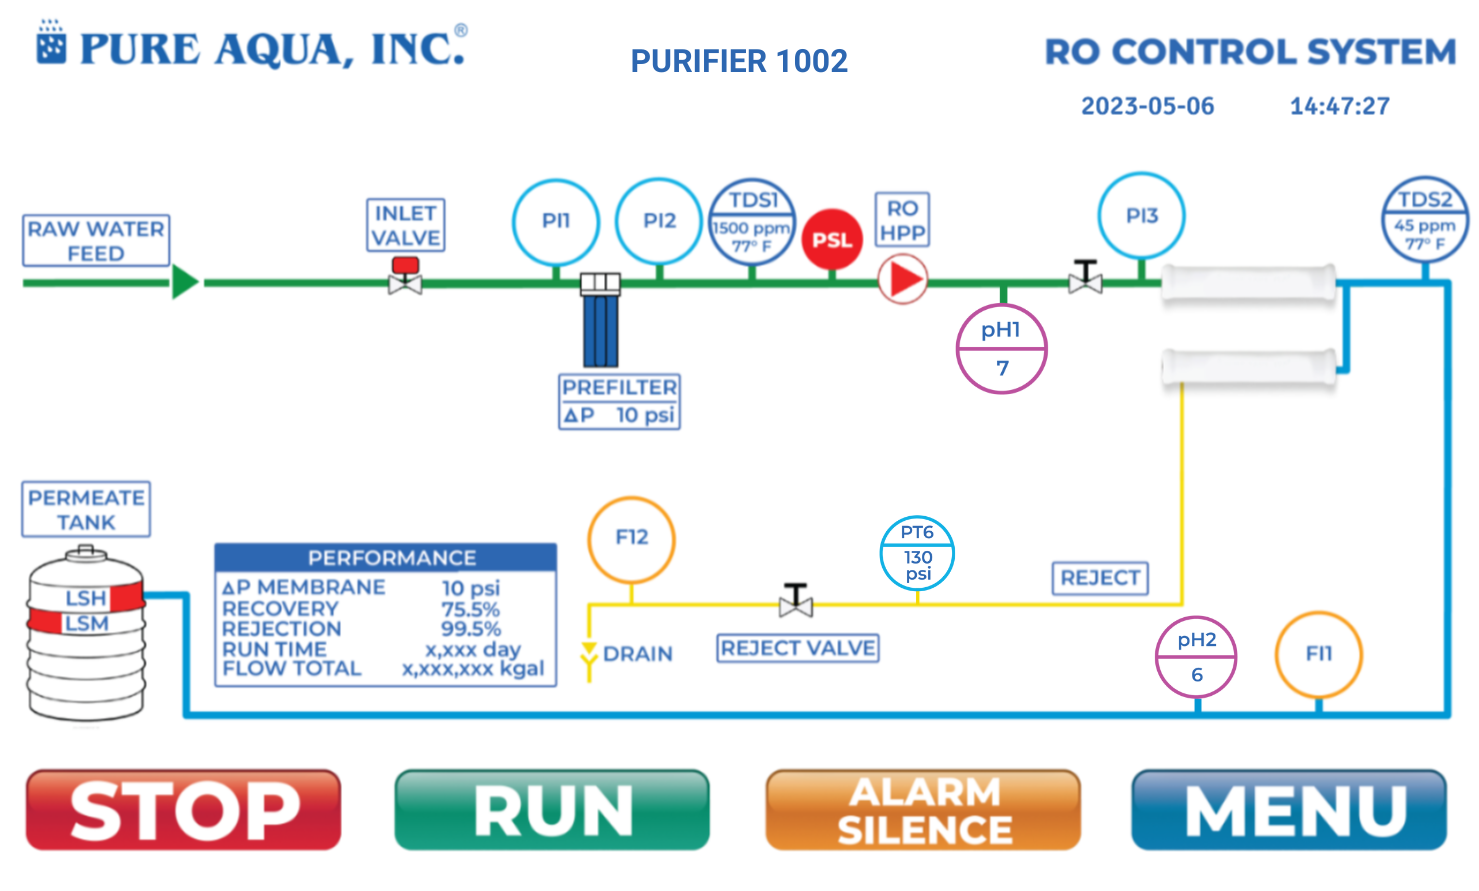 PURE AQUA, INC.®
PURIFIER 1002
RO CONTROL SYSTEM
2023-05-06 14:47:27
RAW WATER
FEED
INLET
VALVE
PI1
PI2
TDS1
1500 ppm
77° F
PSL
RO
HPP
PI3
TDS2
45 ppm
77° F
pH1
7
PREFILTER
ΔP 10 psi
PERMEATE
TANK
LSH
LSM
PERFORMANCE
ΔP MEMBRANE 10 psi
RECOVERY 75.5%
REJECTION 99.5%
RUN TIME x,xxx day
FLOW TOTAL x,xxx,xxx kgal
F12
DRAIN
REJECT VALVE
PT6
130
psi
REJECT
pH2
6
FI1
STOP
RUN
ALARM
SILENCE
MENU